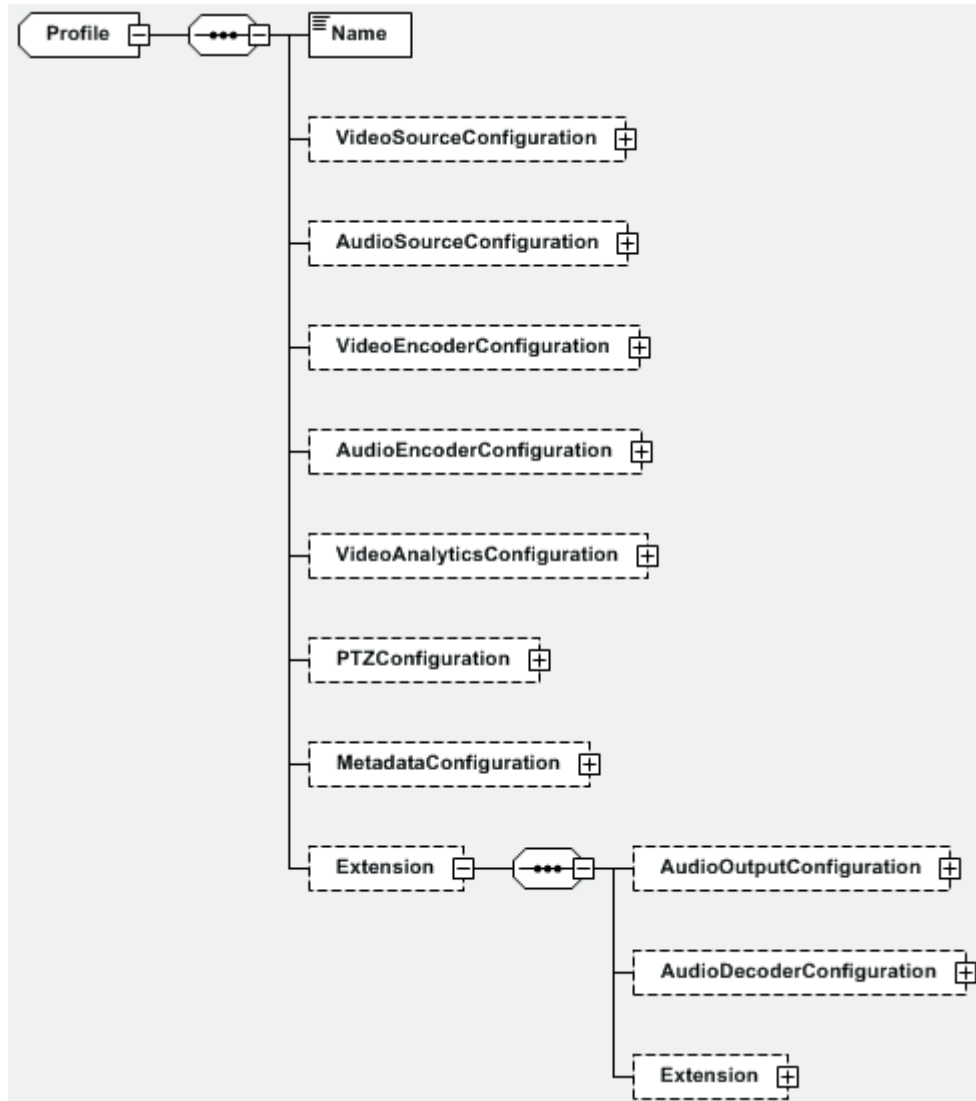 Profile
Name
VideoSourceConfiguration
AudioSourceConfiguration
VideoEncoderConfiguration
AudioEncoderConfiguration
VideoAnalyticsConfiguration
PTZConfiguration
MetadataConfiguration
Extension
AudioOutputConfiguration
AudioDecoderConfiguration
Extension